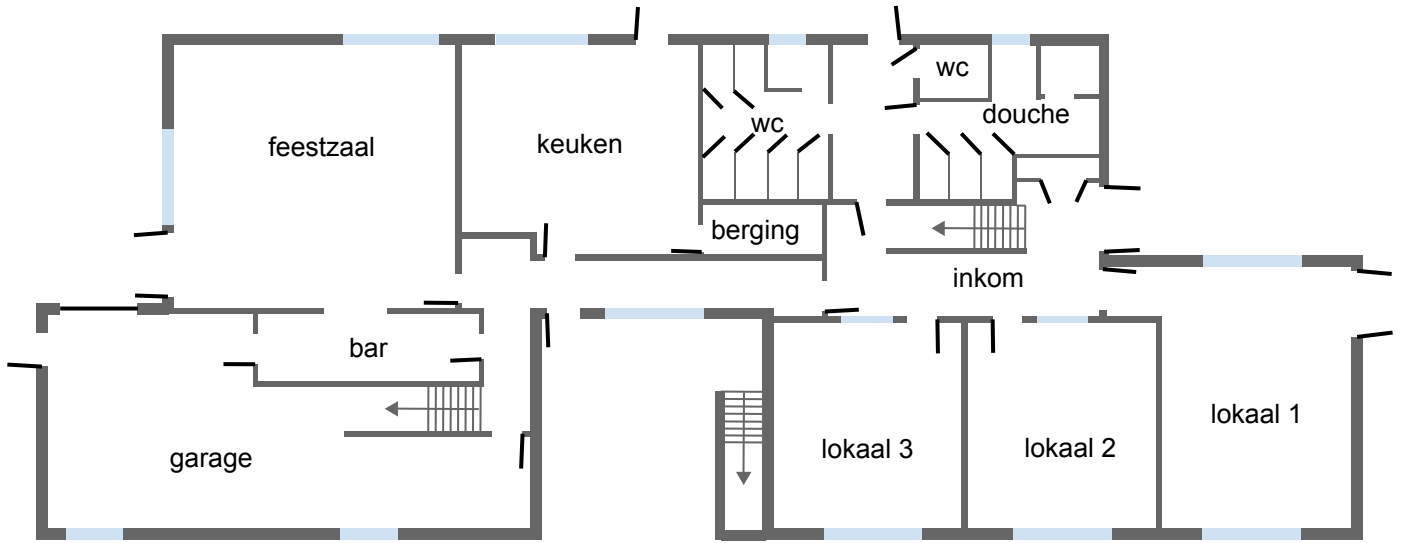 wc
douche
wc
feestzaal
keuken
berging
inkom
bar
lokaal 1
lokaal 3
lokaal 2
garage